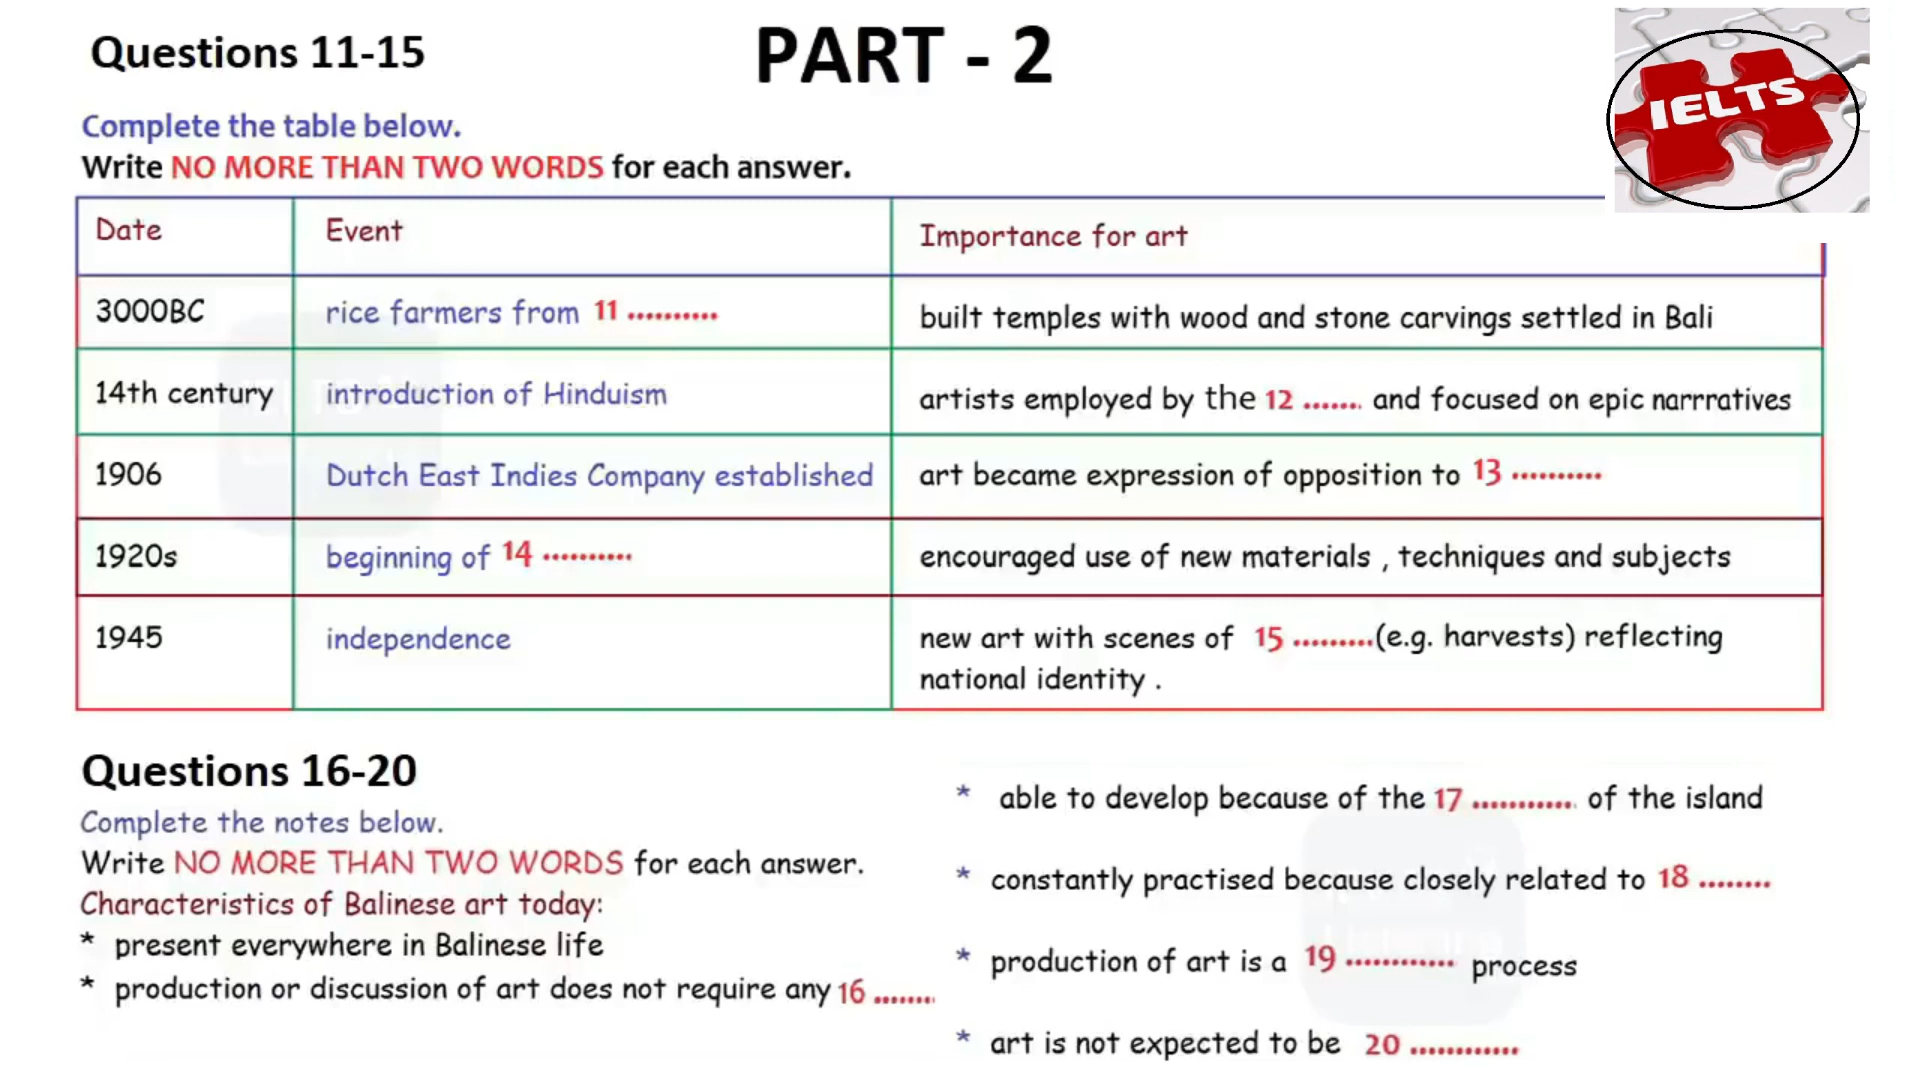 Questions 11-15
PART - 2
IELTS
Complete the table below.
Write NO MORE THAN TWO WORDS for each answer.
Date Event Importance for art
3000BC rice farmers from 11 .......... built temples with wood and stone carvings settled in Bali
14th century introduction of Hinduism artists employed by the 12 ....... and focused on epic narrratives
1906 Dutch East Indies Company established art became expression of opposition to 13 ..........
1920s beginning of 14 .......... encouraged use of new materials , techniques and subjects
1945 independence new art with scenes of 15 .........(e.g. harvests) reflecting
national identity .
Questions 16-20
Complete the notes below.
Write NO MORE THAN TWO WORDS for each answer.
Characteristics of Balinese art today:
* present everywhere in Balinese life
* production or discussion of art does not require any 16 ........
* able to develop because of the 17 ............ of the island
* constantly practised because closely related to 18 ........
* production of art is a 19 ............ process
* art is not expected to be 20 ............